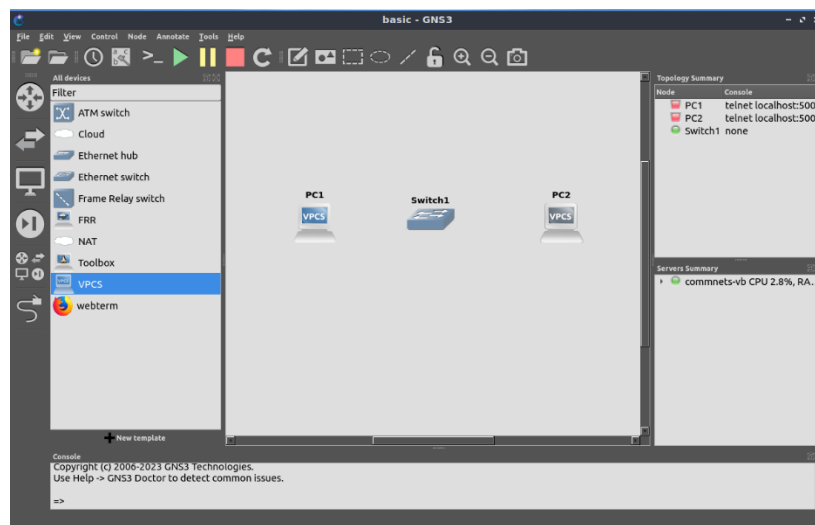 basic - GNS3
File Edit View Control Node Annotate Tools Help
All devices
Filter
ATM switch
Cloud
Ethernet hub
Ethernet switch
Frame Relay switch
FRR
NAT
Toolbox
VPCS
webterm
New template
PC1
VPCS
Switch1
PC2
VPCS
Topology Summary
Node Console
PC1 telnet localhost:500
PC2 telnet localhost:500
Switch1 none
Servers Summary
commnets-vb CPU 2.8%, RA...
Console
Copyright (c) 2006-2023 GNS3 Technologies.
Use Help -> GNS3 Doctor to detect common issues.
=>